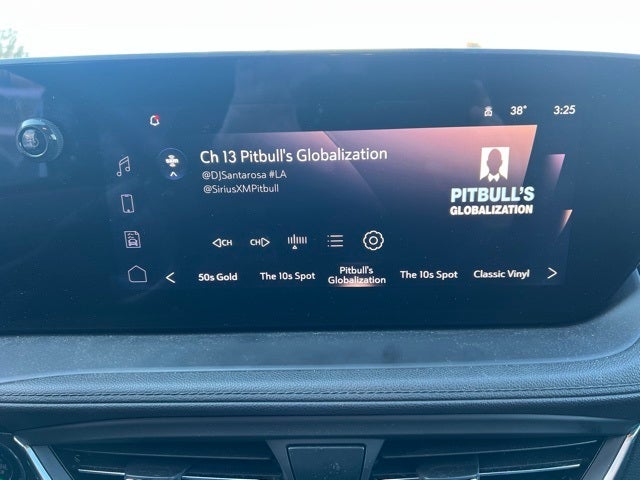 38° 3:25
Ch 13 Pitbull's Globalization
@DJSantarosa #LA
@SiriusXMPitbull
PITBULL'S
GLOBALIZATION
CH CH
50s Gold The 10s Spot Pitbull's Globalization The 10s Spot Classic Vinyl